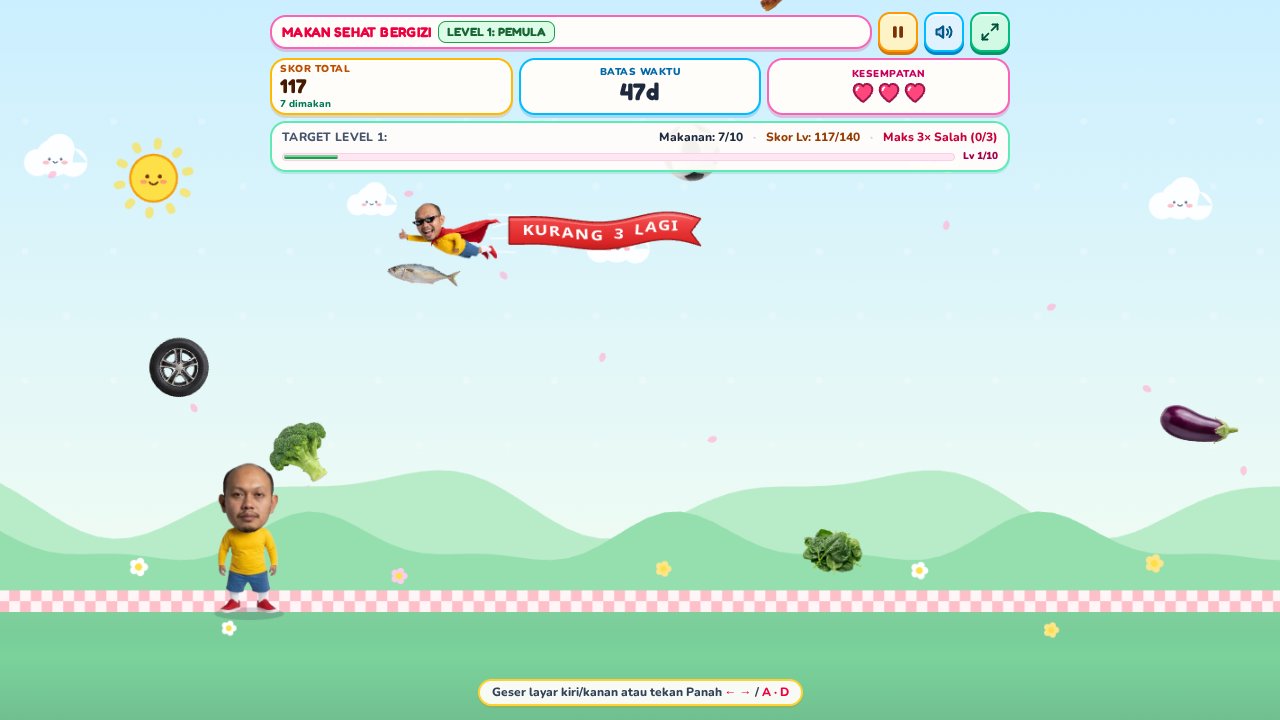 MAKAN SEHAT BERGIZI
LEVEL 1: PEMULA
SKOR TOTAL
117
7 dimakan
BATAS WAKTU
47d
KESEMPATAN
TARGET LEVEL 1:
Makanan: 7/10 · Skor Lv: 117/140 · Maks 3× Salah (0/3)
Lv 1/10
KURANG 3 LAGI
Geser layar kiri/kanan atau tekan Panah ← → / A · D